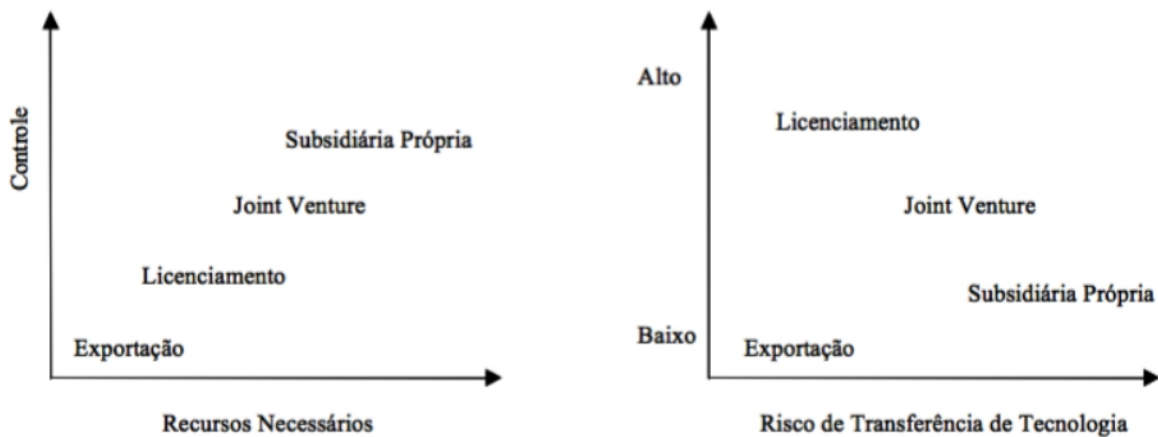 Controle
Subsidiária Própria
Joint Venture
Licenciamento
Exportação
Recursos Necessários
Alto
Licenciamento
Joint Venture
Subsidiária Própria
Baixo
Exportação
Risco de Transferência de Tecnologia